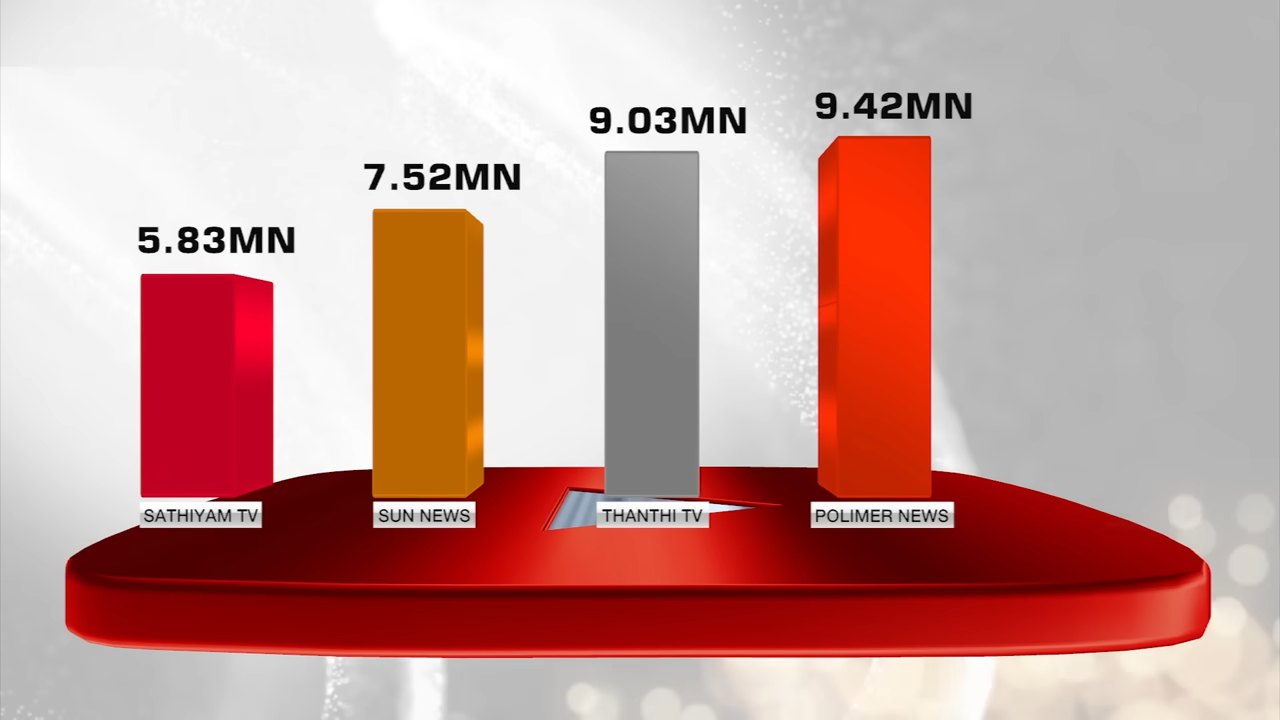 5.83MN
7.52MN
9.03MN
9.42MN
SATHIYAM TV
SUN NEWS
THANTHI TV
POLIMER NEWS